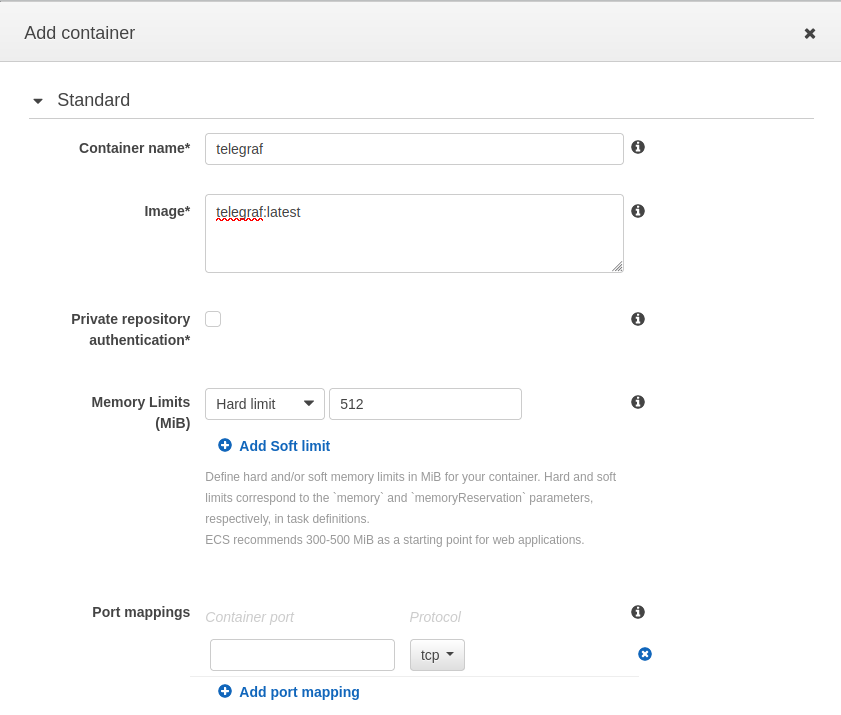 Add container
Standard
Container name*
telegraf
Image*
telegraf:latest
Private repository
authentication*
Memory Limits
(MiB)
Hard limit
512
Add Soft limit
Define hard and/or soft memory limits in MiB for your container. Hard and soft
limits correspond to the `memory` and `memoryReservation` parameters,
respectively, in task definitions.
ECS recommends 300-500 MiB as a starting point for web applications.
Port mappings
Container port
Protocol
tcp
Add port mapping